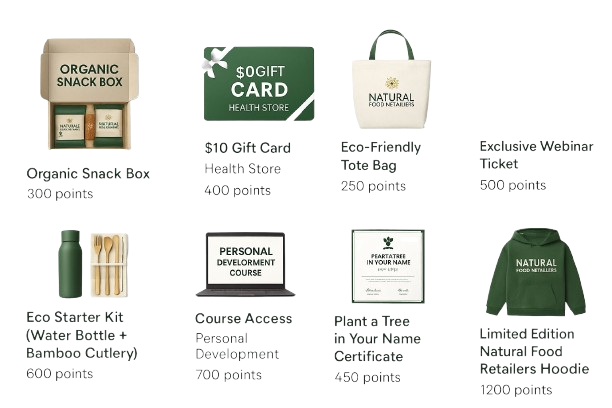 ORGANIC
SNACK BOX
NATURAL
Organic Snack Box
300 points
$0GIFT
CARD
HEALTH STORE
$10 Gift Card
Health Store
400 points
NATURAL
FOOD NETAILIERS
Eco-Friendly
Tote Bag
250 points
Exclusive Webinar
Ticket
500 points
Eco Starter Kit
(Water Bottle +
Bamboo Cutlery)
600 points
PERSONAL
DEVELORMENT
COURSE
Course Access
Personal
Development
700 points
PEARTATREE
IN YOUR NAME
Plant a Tree
in Your Name
Certificate
450 points
NATURAL
FOOD NETALLERS
Limited Edition
Natural Food
Retailers Hoodie
1200 points